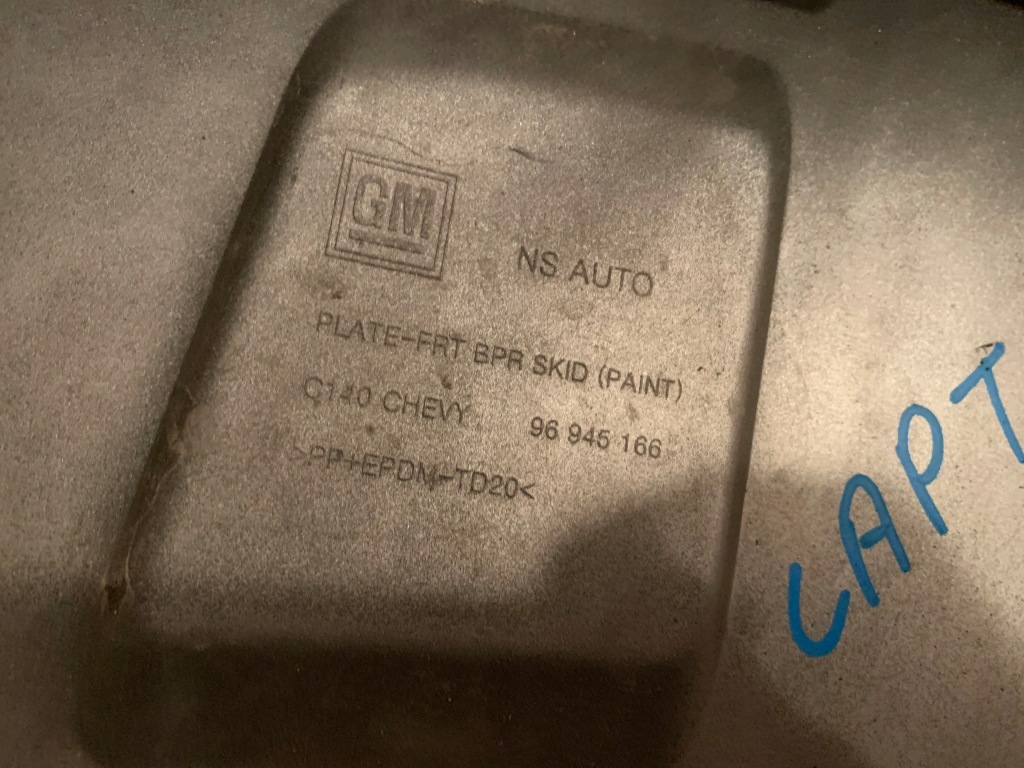 GM
NS AUTO
PLATE-FRT BPR SKID (PAINT)
C140 CHEVY 96 945 166
>PP+EPDM-TD20<
CAPT